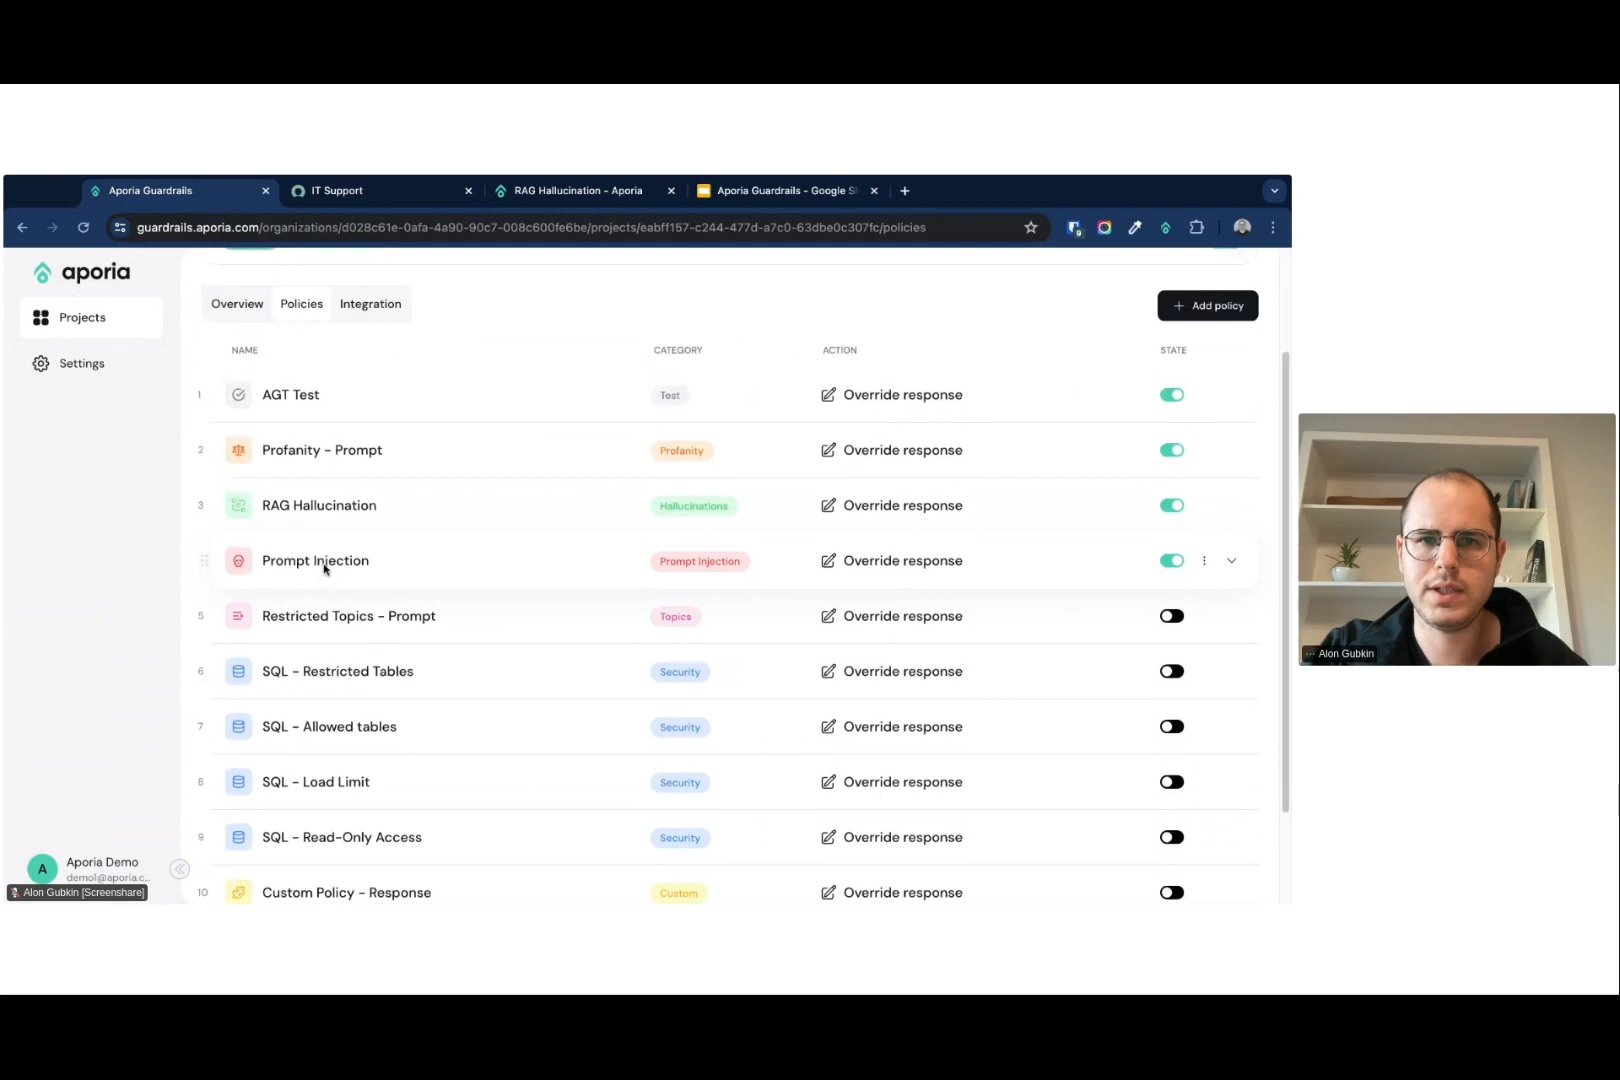 Aporia Guardrails
IT Support
RAG Hallucination - Aporia
Aporia Guardrails - Google Sl
guardrails.aporia.com/organizations/d028c61e-0afa-4a90-90c7-008c600fe6be/projects/eabff157-c244-477d-a7c0-63dbe0c307fc/policies
9
aporia
Projects
Settings
Overview
Policies
Integration
+ Add policy
NAME CATEGORY ACTION STATE
1 AGT Test Test Override response
2 Profanity - Prompt Profanity Override response
3 RAG Hallucination Hallucinations Override response
Prompt Injection Prompt Injection Override response
5 Restricted Topics - Prompt Topics Override response
6 SQL - Restricted Tables Security Override response
7 SQL - Allowed tables Security Override response
8 SQL - Load Limit Security Override response
9 SQL - Read-Only Access Security Override response
10 Custom Policy - Response Custom Override response
A Aporia Demo
demo1@aporia.c...
Alon Gubkin [Screenshare]
Alon Gubkin